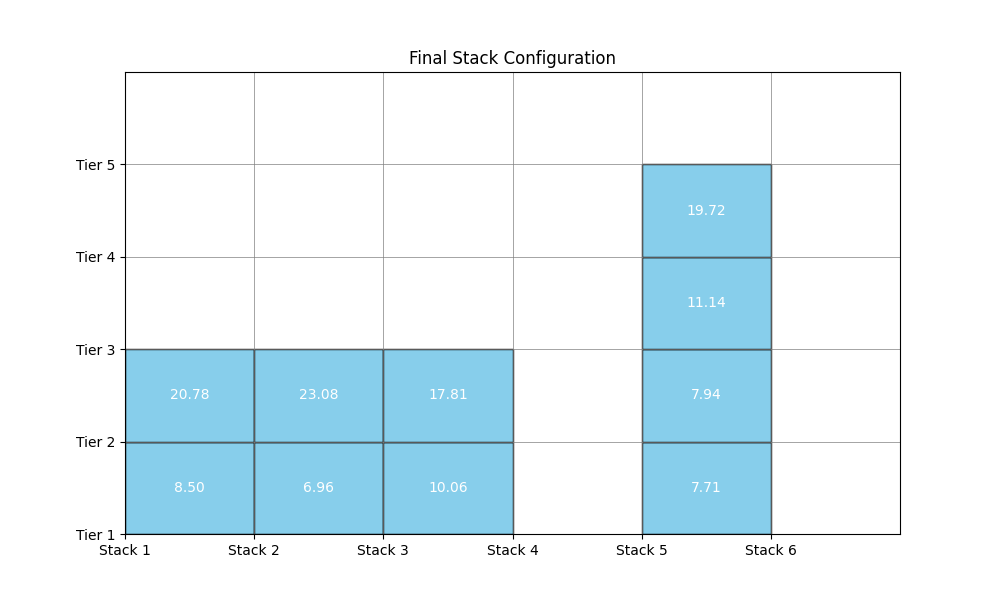 Final Stack Configuration
Tier 5
19.72
Tier 4
11.14
Tier 3
20.78 23.08 17.81 7.94
Tier 2
8.50 6.96 10.06 7.71
Tier 1
Stack 1 Stack 2 Stack 3 Stack 4 Stack 5 Stack 6